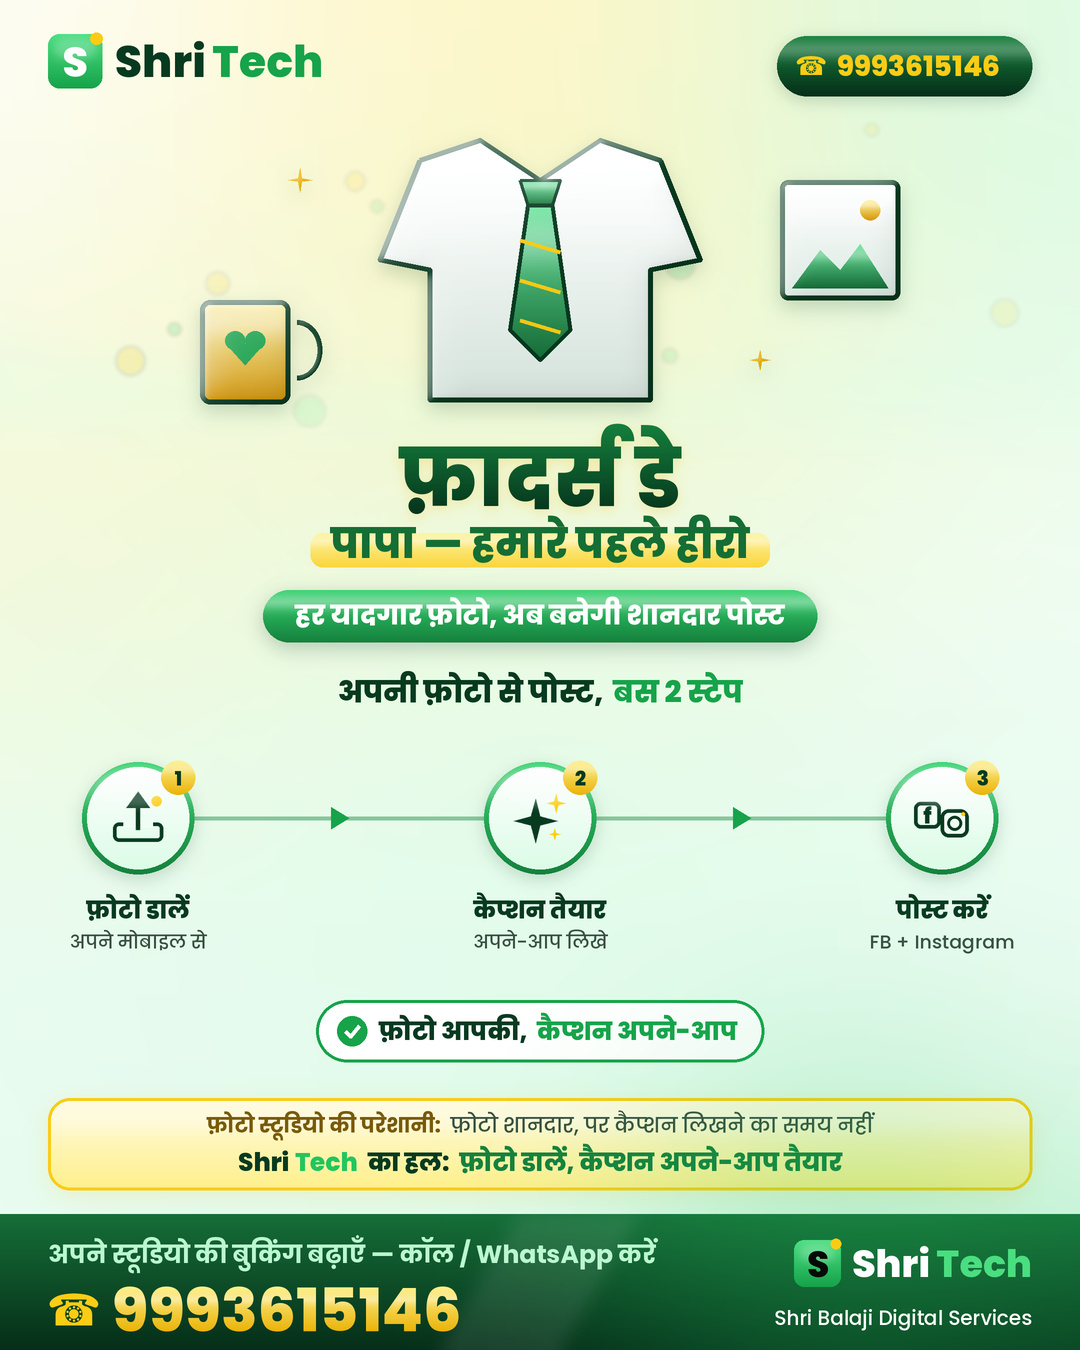 S Shri Tech
☎ 9993615146
फ़ादर्स डे
पापा — हमारे पहले हीरो
हर यादगार फ़ोटो, अब बनेगी शानदार पोस्ट
अपनी फ़ोटो से पोस्ट, बस 2 स्टेप
1
2
3
फ़ोटो डालें
अपने मोबाइल से
कैप्शन तैयार
अपने-आप लिखे
पोस्ट करें
FB + Instagram
फ़ोटो आपकी, कैप्शन अपने-आप
फ़ोटो स्टूडियो की परेशानी: फ़ोटो शानदार, पर कैप्शन लिखने का समय नहीं
Shri Tech का हल: फ़ोटो डालें, कैप्शन अपने-आप तैयार
अपने स्टूडियो की बुकिंग बढ़ाएँ — कॉल / WhatsApp करें
☎ 9993615146
S Shri Tech
Shri Balaji Digital Services